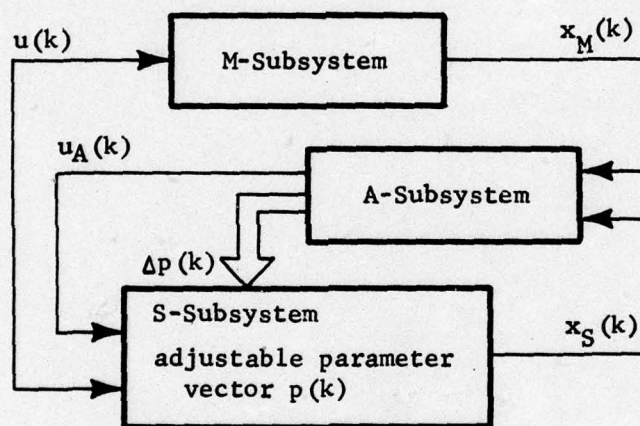 u(k)
M-Subsystem
x_M(k)
u_A(k)
A-Subsystem
Δp(k)
S-Subsystem
x_S(k)
adjustable parameter
vector p(k)